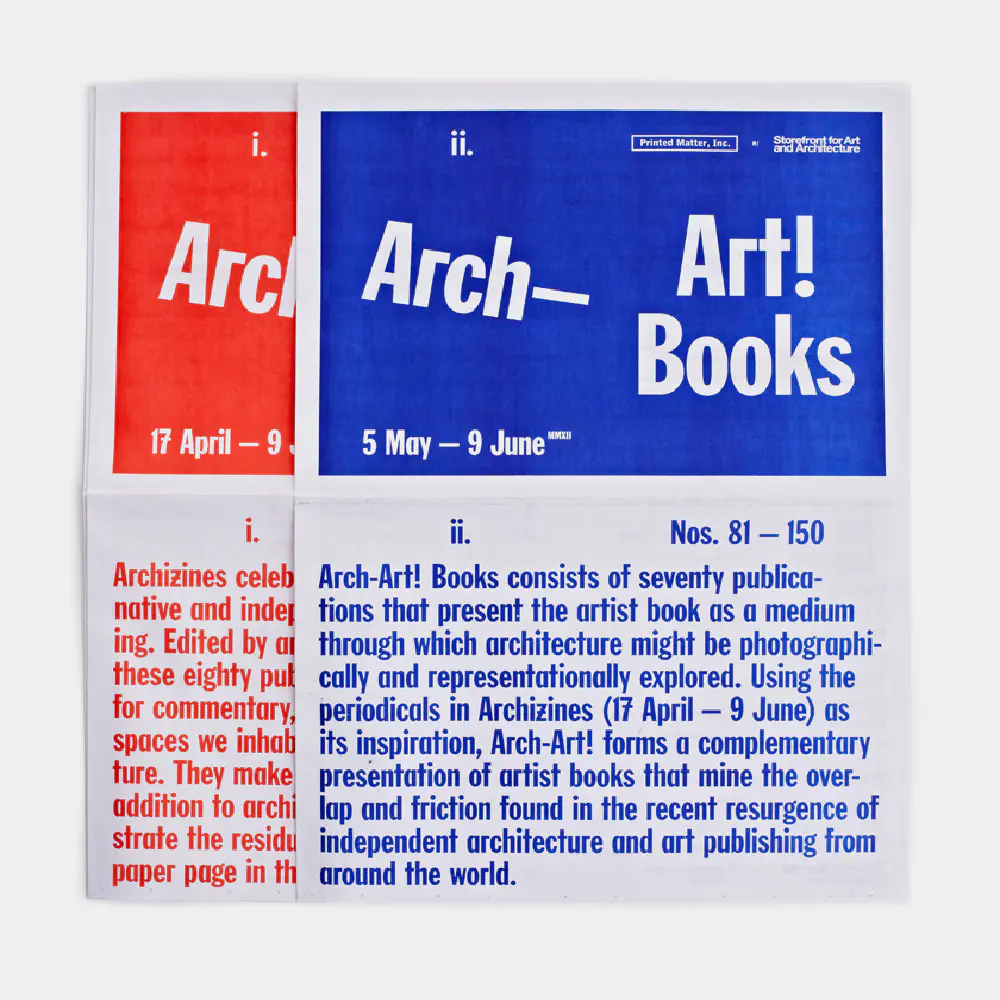 i.
Arch
17 April — 9 J
i.
Archizines celeb
native and indep
ing. Edited by ar
these eighty pub
for commentary,
spaces we inhab
ture. They make
addition to archi
strate the residu
paper page in th
ii.
Printed Matter, Inc.
Storefront for Art
and Architecture
Arch—
Art!
Books
5 May — 9 June MMXII
ii.
Nos. 81 — 150
Arch-Art! Books consists of seventy publica-
tions that present the artist book as a medium
through which architecture might be photographi-
cally and representationally explored. Using the
periodicals in Archizines (17 April — 9 June) as
its inspiration, Arch-Art! forms a complementary
presentation of artist books that mine the over-
lap and friction found in the recent resurgence of
independent architecture and art publishing from
around the world.